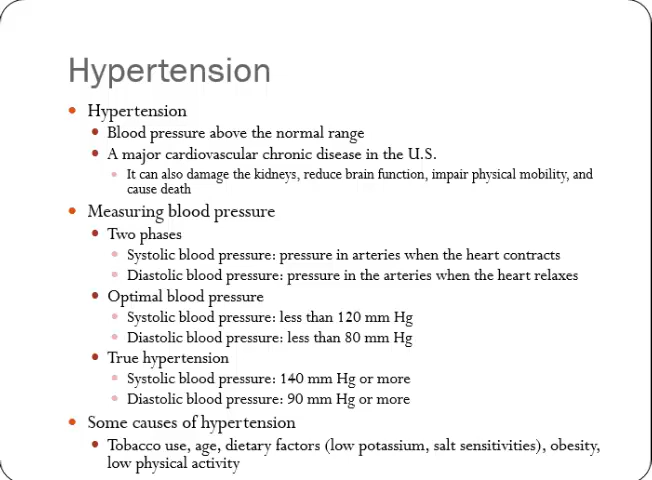 Hypertension
Hypertension
Blood pressure above the normal range
A major cardiovascular chronic disease in the U.S.
It can also damage the kidneys, reduce brain function, impair physical mobility, and
cause death
Measuring blood pressure
Two phases
Systolic blood pressure: pressure in arteries when the heart contracts
Diastolic blood pressure: pressure in the arteries when the heart relaxes
Optimal blood pressure
Systolic blood pressure: less than 120 mm Hg
Diastolic blood pressure: less than 80 mm Hg
True hypertension
Systolic blood pressure: 140 mm Hg or more
Diastolic blood pressure: 90 mm Hg or more
Some causes of hypertension
Tobacco use, age, dietary factors (low potassium, salt sensitivities), obesity,
low physical activity